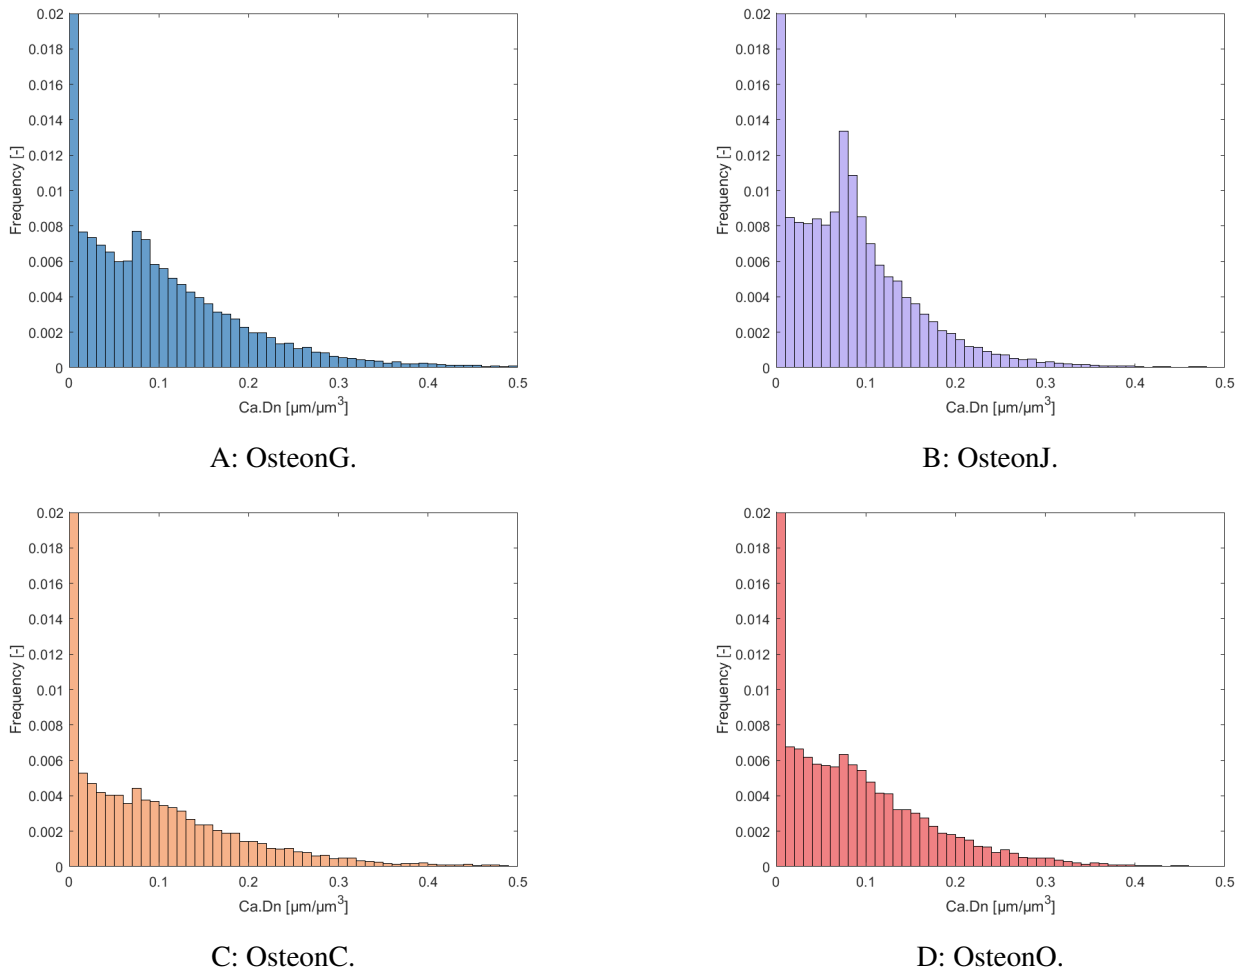 0.02
0.018
0.016
0.014
0.012
0.01
0.008
0.006
0.004
0.002
0
Frequency [-]
0 0.1 0.2 0.3 0.4 0.5
Ca.Dn [µm/µm³]
A: OsteonG.
0.02
0.018
0.016
0.014
0.012
0.01
0.008
0.006
0.004
0.002
0
Frequency [-]
0 0.1 0.2 0.3 0.4 0.5
Ca.Dn [µm/µm³]
B: OsteonJ.
0.02
0.018
0.016
0.014
0.012
0.01
0.008
0.006
0.004
0.002
0
Frequency [-]
0 0.1 0.2 0.3 0.4 0.5
Ca.Dn [µm/µm³]
C: OsteonC.
0.02
0.018
0.016
0.014
0.012
0.01
0.008
0.006
0.004
0.002
0
Frequency [-]
0 0.1 0.2 0.3 0.4 0.5
Ca.Dn [µm/µm³]
D: OsteonO.